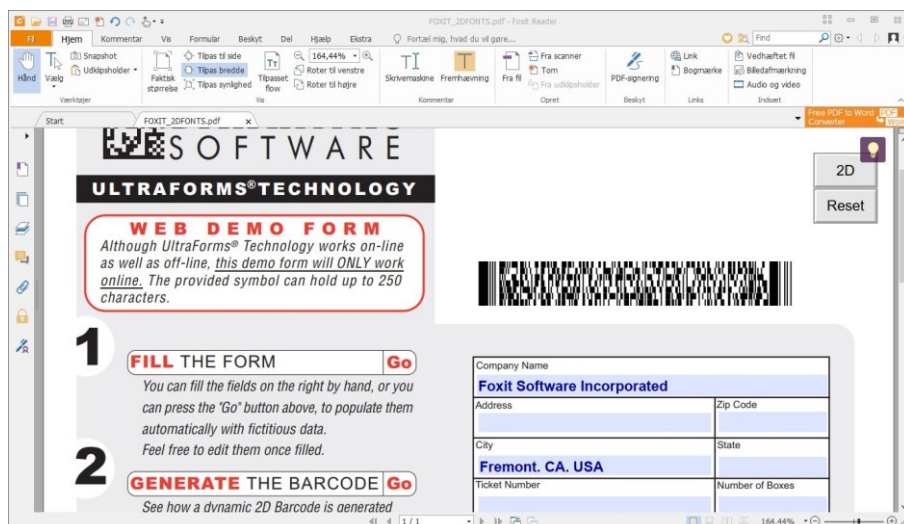 FOXIT_2DFONTS.pdf - Foxit Reader
Fi Hjem Kommentar Vis Formular Beskyt Del Hjælp Ekstra Fortæl mig, hvad du vil gøre... Find
Hånd
Vælg
Snapshot
Udklipsholder
Værktøjer
Faktisk størrelse
Tilpas til side
Tilpas bredde
Tilpas synlighed
Tilpasset flow
164,44%
Roter til venstre
Roter til højre
Vis
Skrivemaskine
Fremhævning
Kommentar
Fra fil
Fra scanner
Tom
Fra udklipsholder
Opret
PDF-signering
Beskyt
Link
Bogmærke
Links
Vedhæftet fil
Billedafmærkning
Audio og video
Indsæt
Start
FOXIT_2DFONTS.pdf x
Free PDF to Word
Converter
SOFTWARE
ULTRAFORMS® TECHNOLOGY
WEB DEMO FORM
Although UltraForms® Technology works on-line
as well as off-line, this demo form will ONLY work
online. The provided symbol can hold up to 250
characters.
2D
Reset
1
FILL THE FORM Go
You can fill the fields on the right by hand, or you
can press the "Go" button above, to populate them
automatically with fictitious data.
Feel free to edit them once filled.
2
GENERATE THE BARCODE Go
See how a dynamic 2D Barcode is generated
Company Name
Foxit Software Incorporated
Address
Zip Code
City
State
Fremont. CA. USA
Ticket Number
Number of Boxes
1 / 1
164.44%